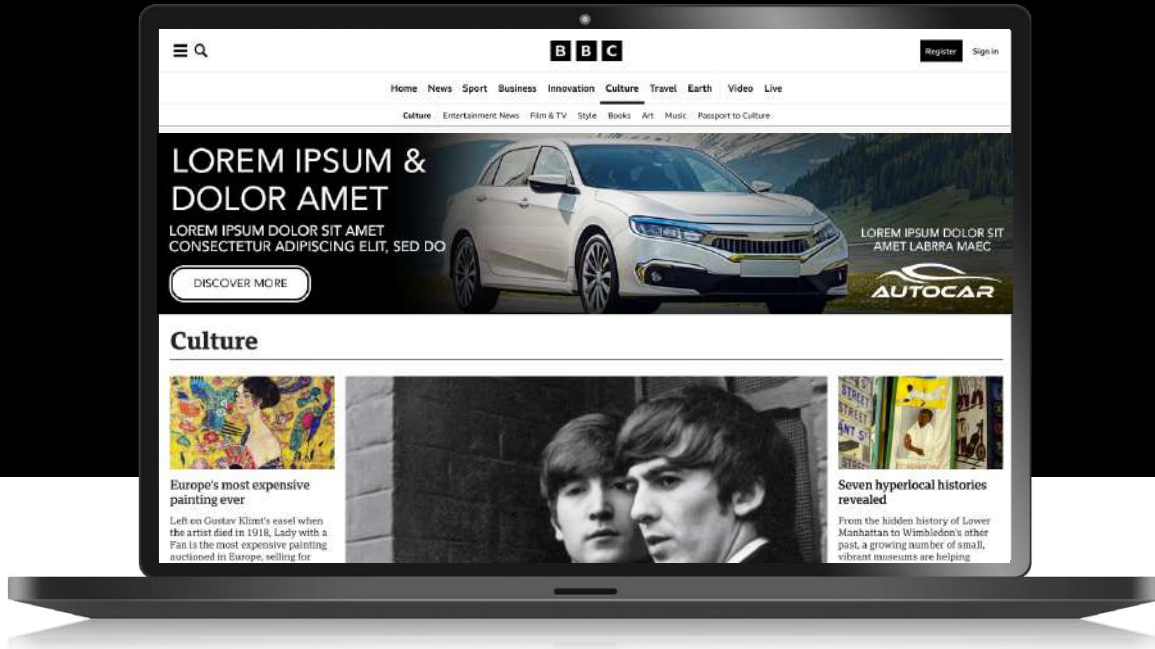 BBC
Register Sign in
Home News Sport Business Innovation Culture Travel Earth Video Live
Culture Entertainment News Film & TV Style Books Art Music Passport to Culture
LOREM IPSUM &
DOLOR AMET
LOREM IPSUM DOLOR SIT AMET
CONSECTETUR ADIPISCING ELIT, SED DO
DISCOVER MORE
LOREM IPSUM DOLOR SIT
AMET LABRRA MAEC
AUTOCAR
Culture
Europe's most expensive
painting ever
Left on Gustav Klimt's easel when
the artist died in 1918, Lady with a
Fan is the most expensive painting
auctioned in Europe, selling for
STREET
STREET
ANT ST
STREET
Seven hyperlocal histories
revealed
From the hidden history of Lower
Manhattan to Wimbledon's other
past, a growing number of small,
vibrant museums are helping